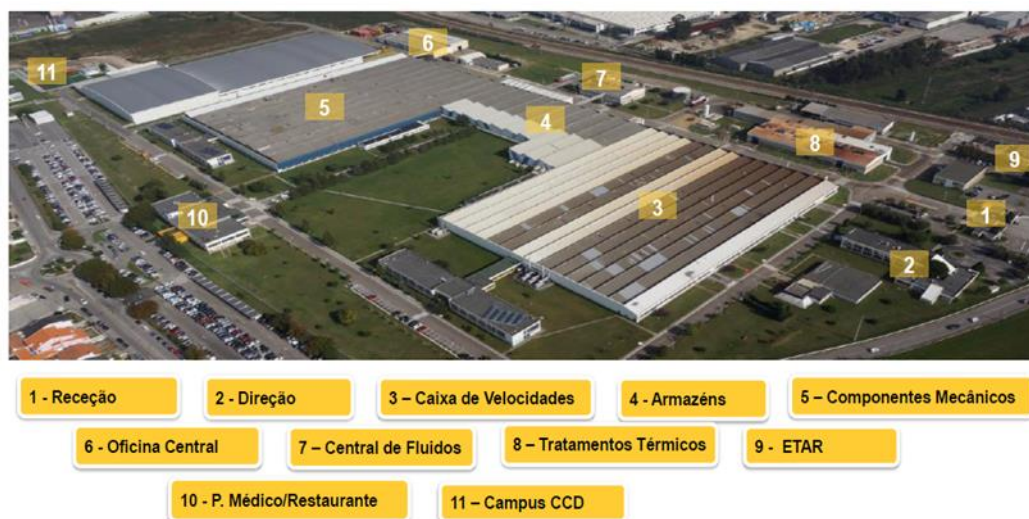 6
11
7
5
4
8
9
3
10
1
2
1 - Receção
2 - Direção
3 – Caixa de Velocidades
4 - Armazéns
5 – Componentes Mecânicos
6 - Oficina Central
7 – Central de Fluidos
8 – Tratamentos Térmicos
9 - ETAR
10 - P. Médico/Restaurante
11 – Campus CCD